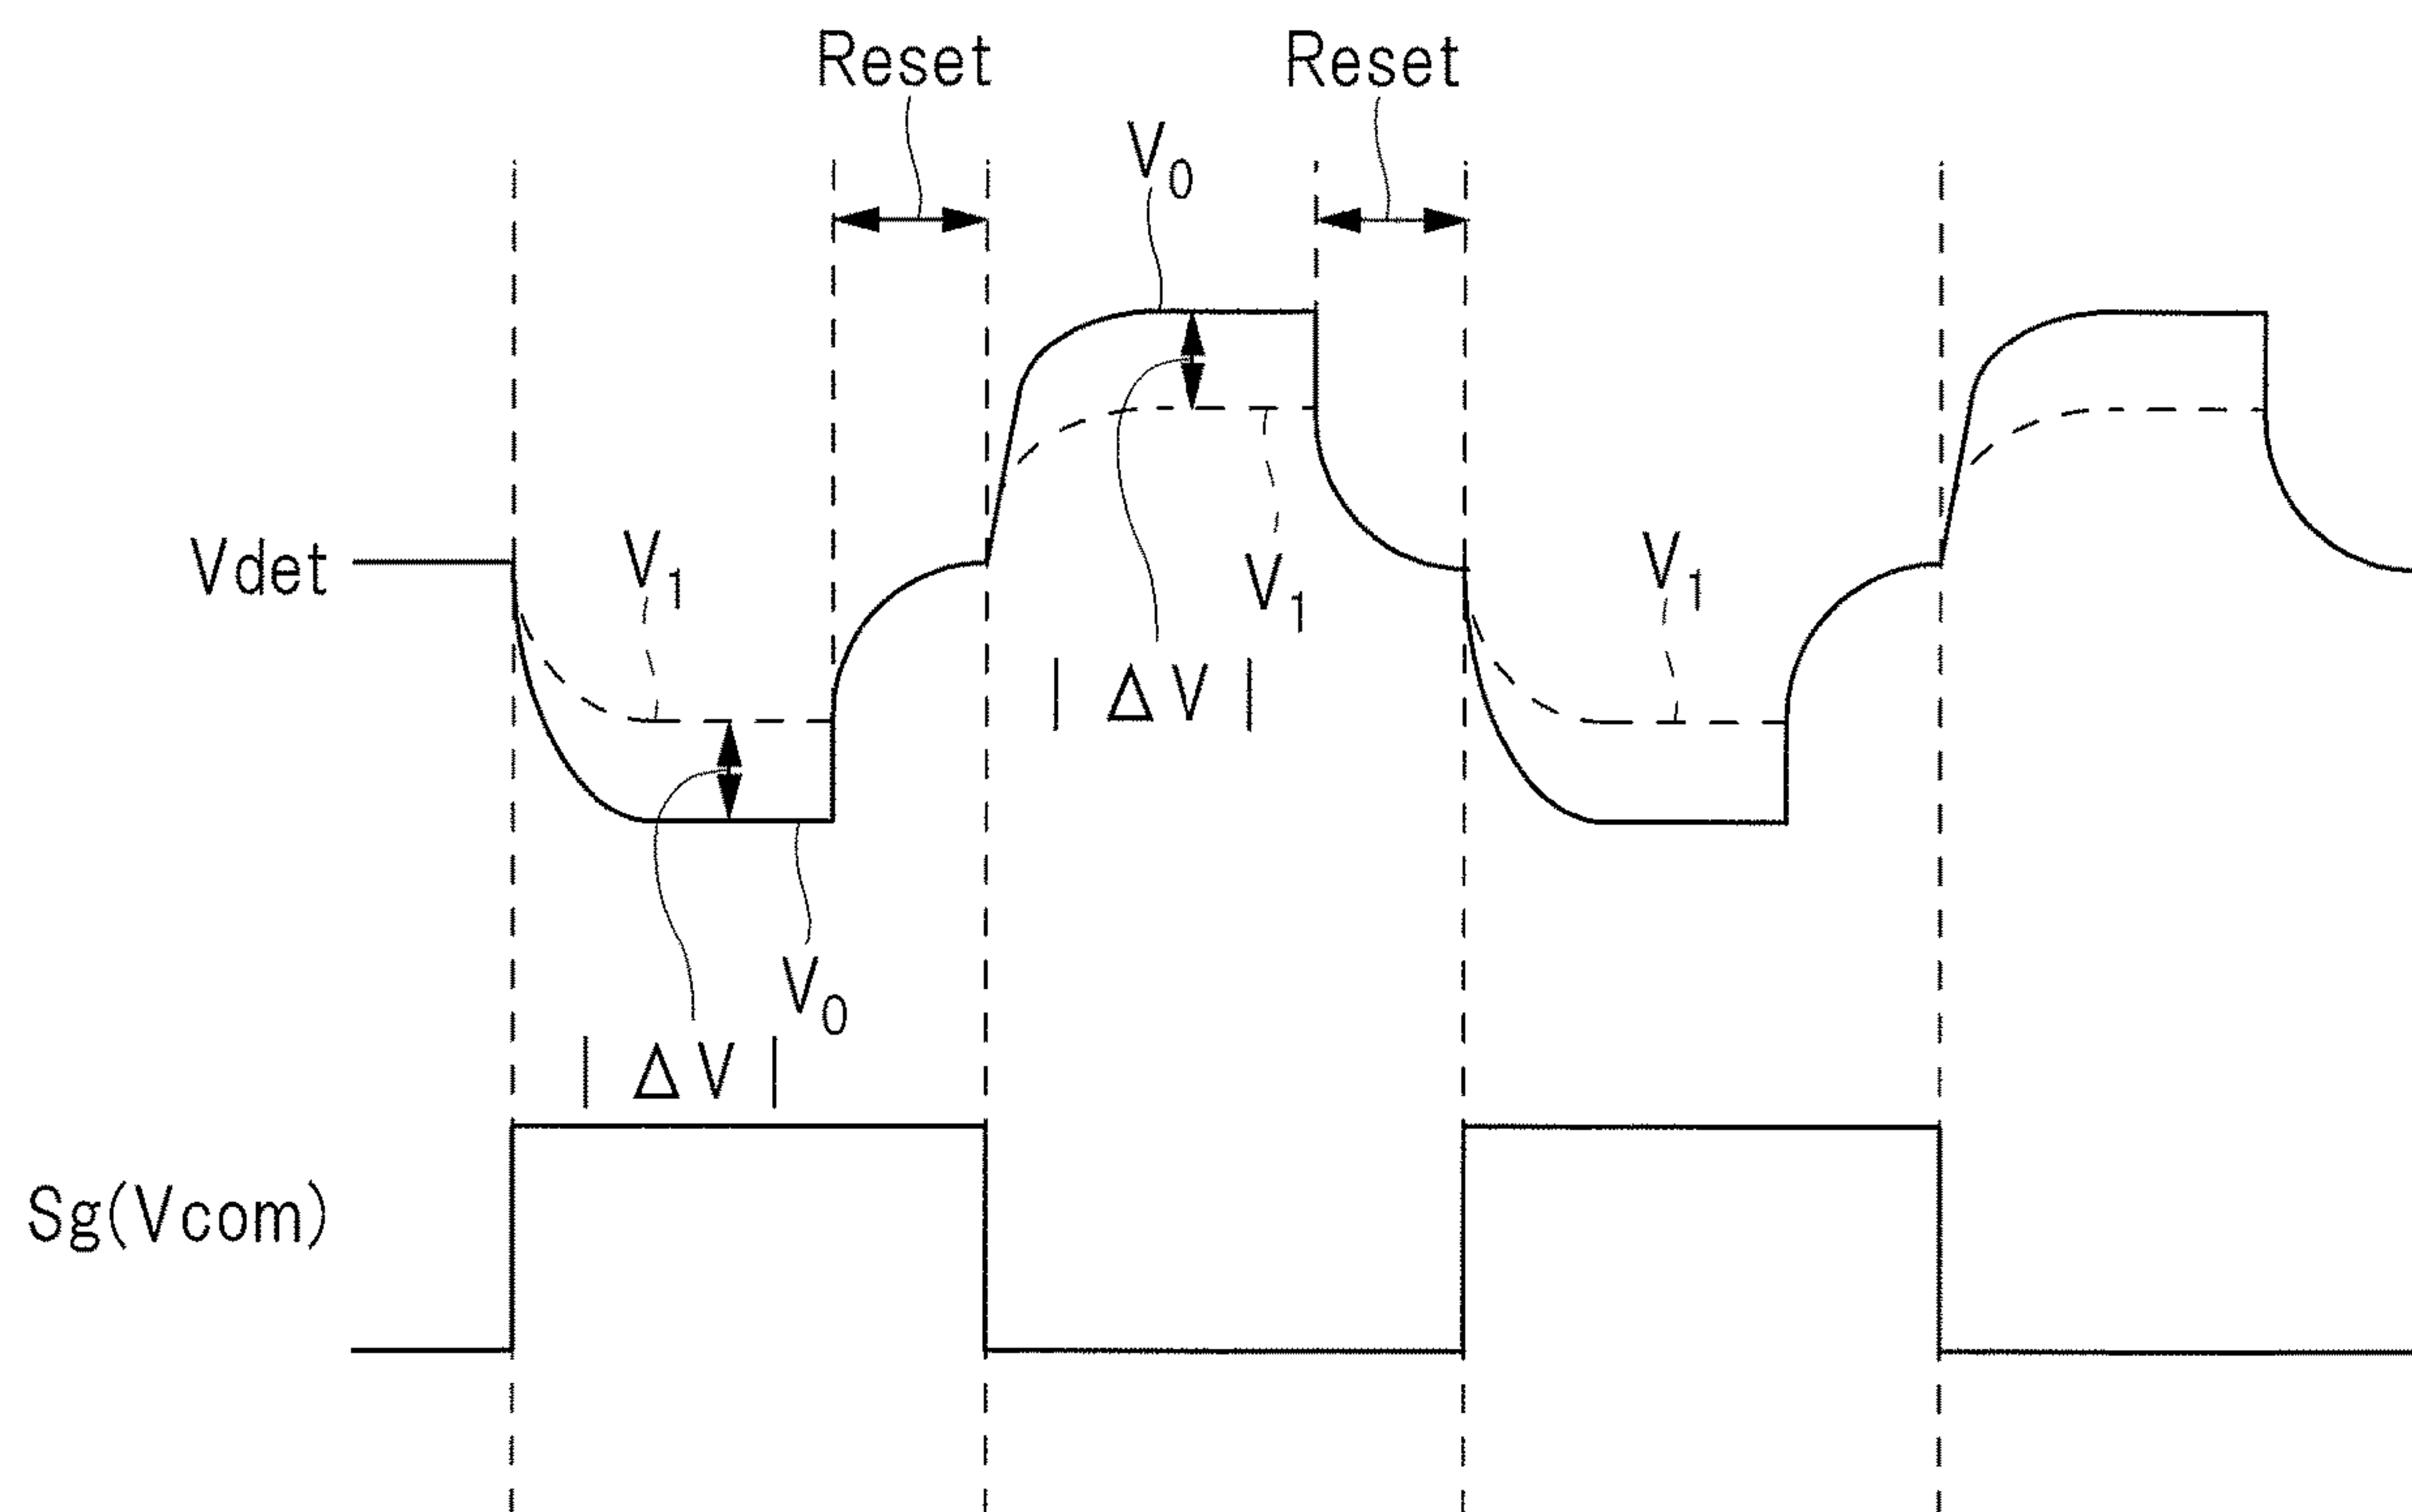 Reset
Reset
V0
Vdet
V1
V1
V1
| ΔV |
V0
| ΔV |
Sg(Vcom)